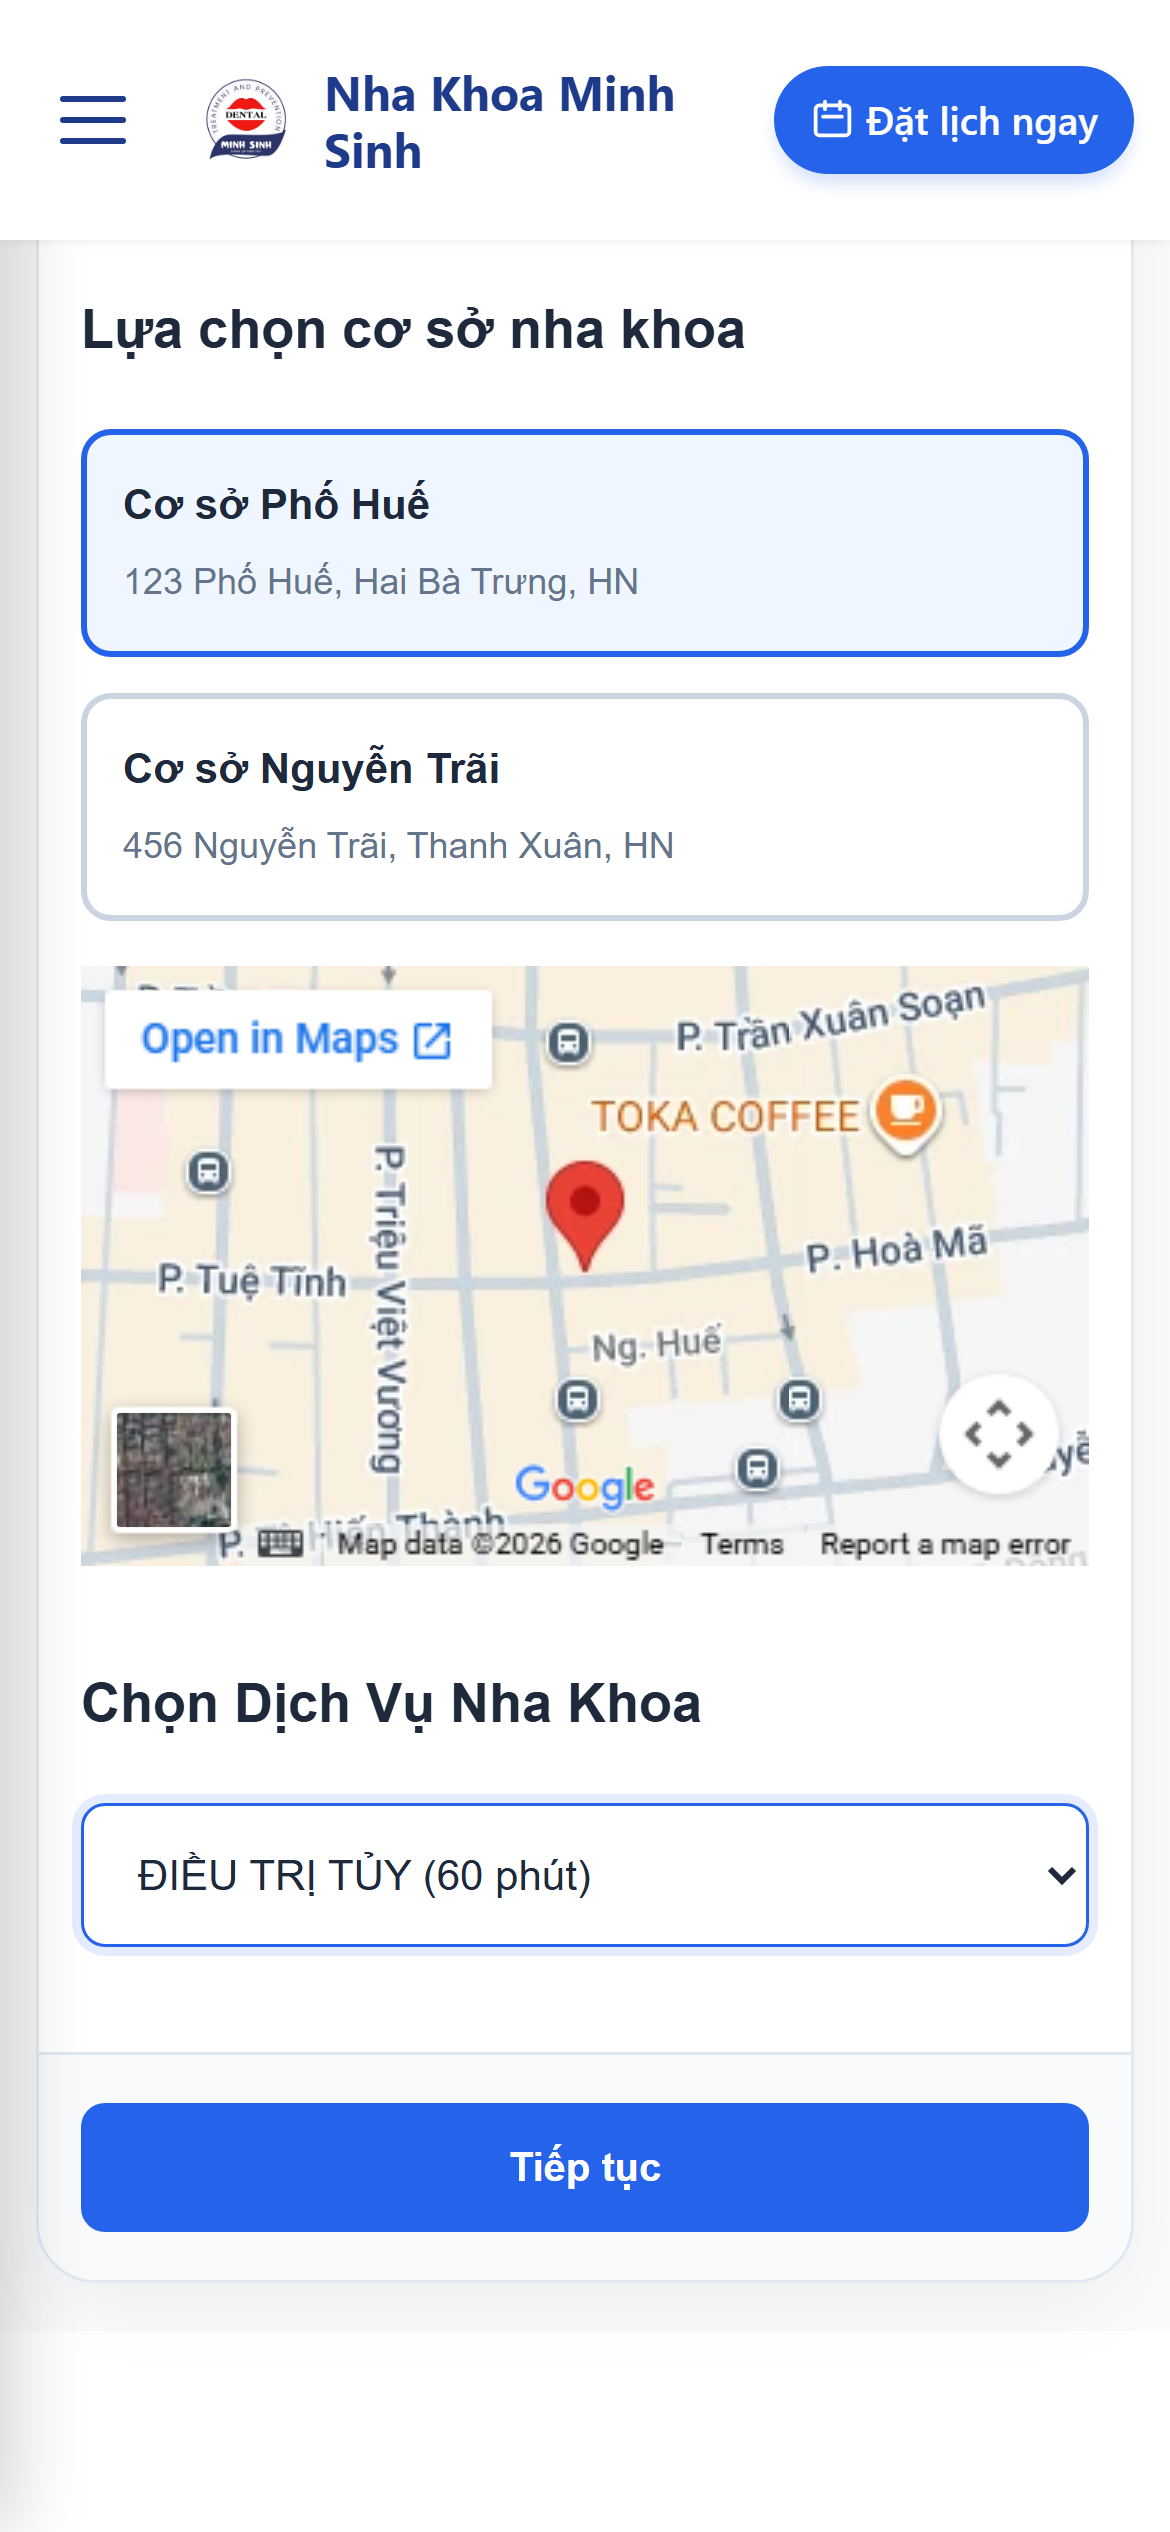 TREATMENT AND PREVENTION
DENTAL
MINH SINH
Nha Khoa Minh
Sinh
Đặt lịch ngay
Lựa chọn cơ sở nha khoa
Cơ sở Phố Huế
123 Phố Huế, Hai Bà Trưng, HN
Cơ sở Nguyễn Trãi
456 Nguyễn Trãi, Thanh Xuân, HN
Open in Maps
P. Trần Xuân Soạn
TOKA COFFEE
P. Triệu Việt Vương
P. Hoà Mã
P. Tuệ Tĩnh
Ng. Huế
Google
Map data ©2026 Google
Terms
Report a map error
Chọn Dịch Vụ Nha Khoa
ĐIỀU TRỊ TỦY (60 phút)
Tiếp tục